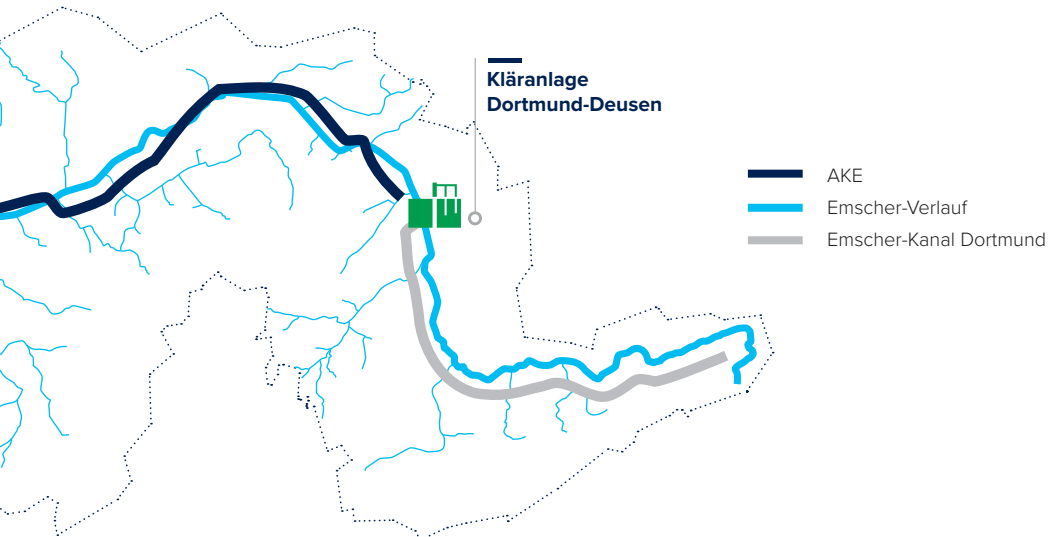 Kläranlage
Dortmund-Deusen
AKE
Emscher-Verlauf
Emscher-Kanal Dortmund